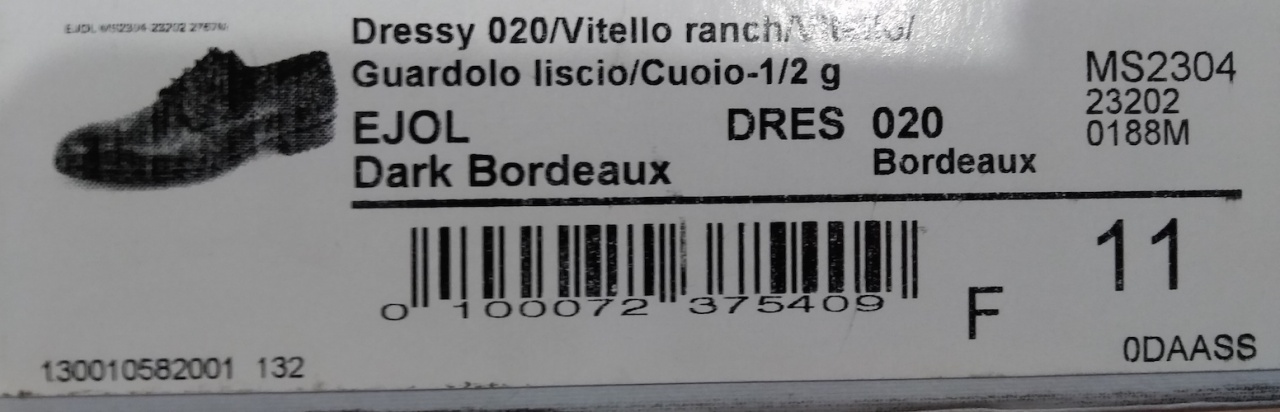 EJOL MS2304 23202
Dressy 020/Vitello ranch/Vitello/
Guardolo liscio/Cuoio-1/2 g
EJOL DRES 020
Dark Bordeaux Bordeaux
MS2304
23202
0188M
0 100072 375409
F
11
0DAASS
130010582001 132